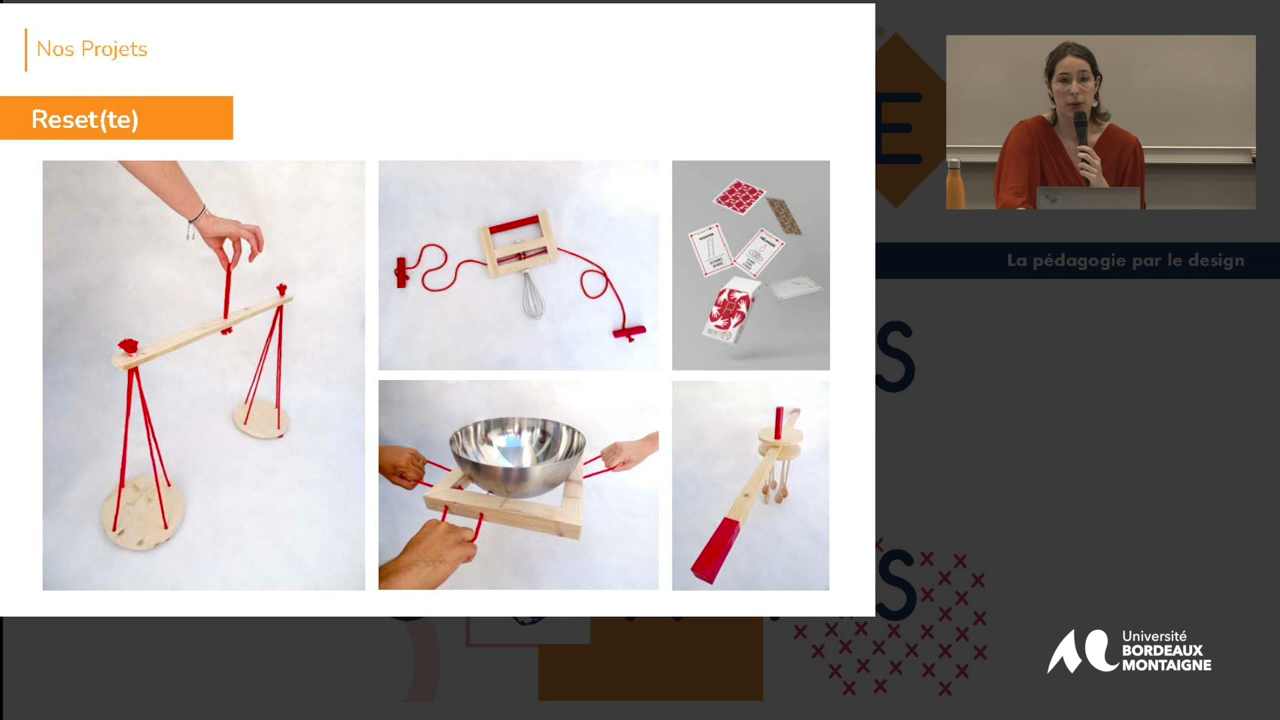 Nos Projets
Reset(te)
E
La pédagogie par le design
S
S
Université
BORDEAUX
MONTAIGNE